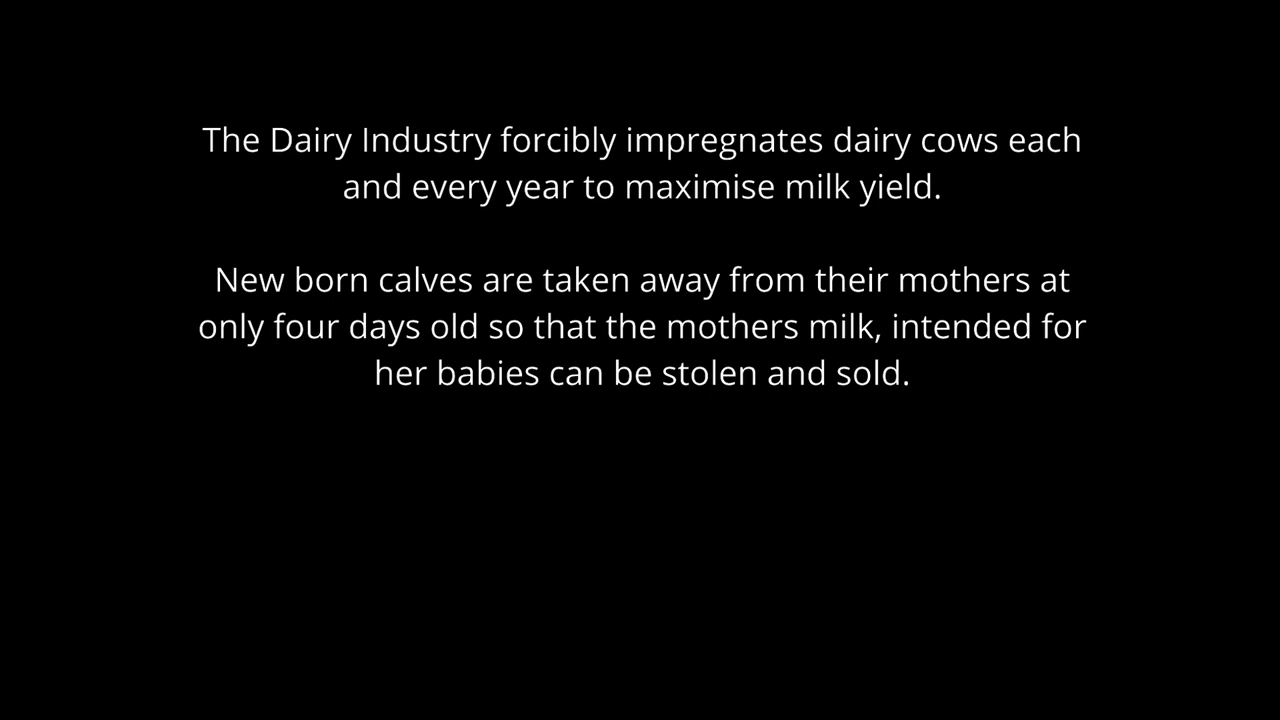 The Dairy Industry forcibly impregnates dairy cows each
and every year to maximise milk yield.
New born calves are taken away from their mothers at
only four days old so that the mothers milk, intended for
her babies can be stolen and sold.